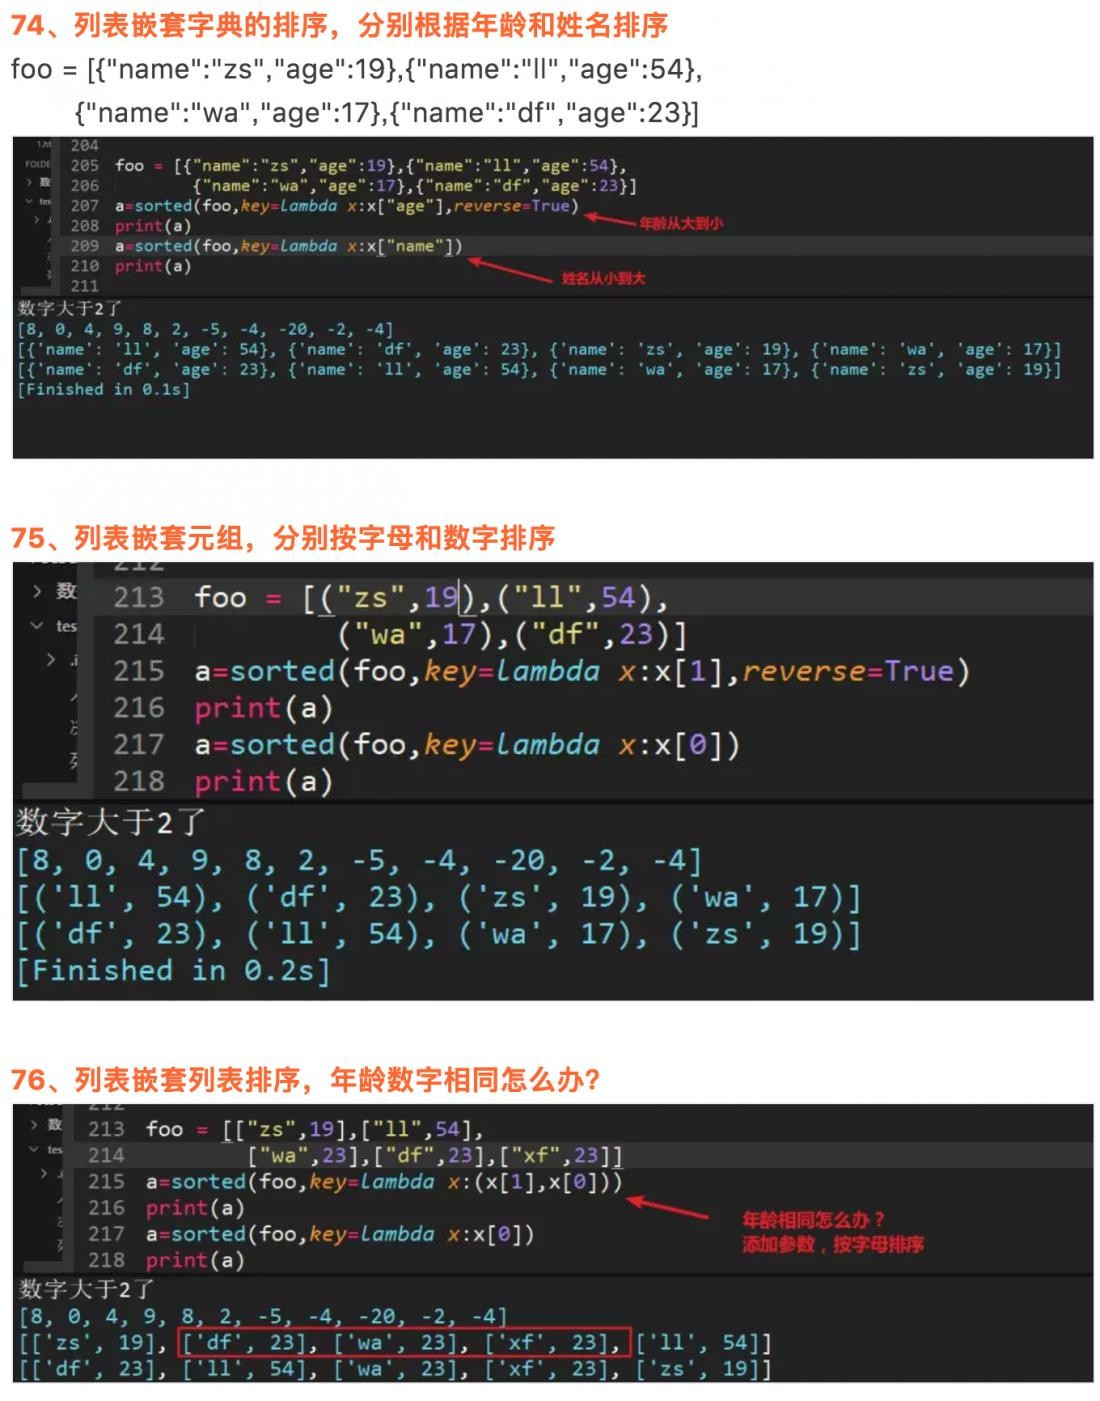 74、列表嵌套字典的排序，分别根据年龄和姓名排序
foo = [{"name":"zs","age":19},{"name":"ll","age":54},
{"name":"wa","age":17},{"name":"df","age":23}]
204
FOLDE 205 foo = [{"name":"zs","age":19},{"name":"ll","age":54},
数 206 {"name":"wa","age":17},{"name":"df","age":23}]
tes 207 a=sorted(foo,key=lambda x:x["age"],reverse=True)
208 print(a)
年龄从大到小
209 a=sorted(foo,key=lambda x:x["name"])
210 print(a)
姓名从小到大
211
数字大于2了
[8, 0, 4, 9, 8, 2, -5, -4, -20, -2, -4]
[{'name': 'll', 'age': 54}, {'name': 'df', 'age': 23}, {'name': 'zs', 'age': 19}, {'name': 'wa', 'age': 17}]
[{'name': 'df', 'age': 23}, {'name': 'll', 'age': 54}, {'name': 'wa', 'age': 17}, {'name': 'zs', 'age': 19}]
[Finished in 0.1s]
75、列表嵌套元组，分别按字母和数字排序
212
数 213 foo = [("zs",19),("ll",54),
tes 214 ("wa",17),("df",23)]
215 a=sorted(foo,key=lambda x:x[1],reverse=True)
216 print(a)
217 a=sorted(foo,key=lambda x:x[0])
218 print(a)
数字大于2了
[8, 0, 4, 9, 8, 2, -5, -4, -20, -2, -4]
[('ll', 54), ('df', 23), ('zs', 19), ('wa', 17)]
[('df', 23), ('ll', 54), ('wa', 17), ('zs', 19)]
[Finished in 0.2s]
76、列表嵌套列表排序，年龄数字相同怎么办？
212
数 213 foo = [["zs",19],["ll",54],
tes 214 ["wa",23],["df",23],["xf",23]]
215 a=sorted(foo,key=lambda x:(x[1],x[0]))
216 print(a)
年龄相同怎么办？
217 a=sorted(foo,key=lambda x:x[0])
添加参数，按字母排序
218 print(a)
数字大于2了
[8, 0, 4, 9, 8, 2, -5, -4, -20, -2, -4]
[['zs', 19], ['df', 23], ['wa', 23], ['xf', 23], ['ll', 54]]
[['df', 23], ['ll', 54], ['wa', 23], ['xf', 23], ['zs', 19]]